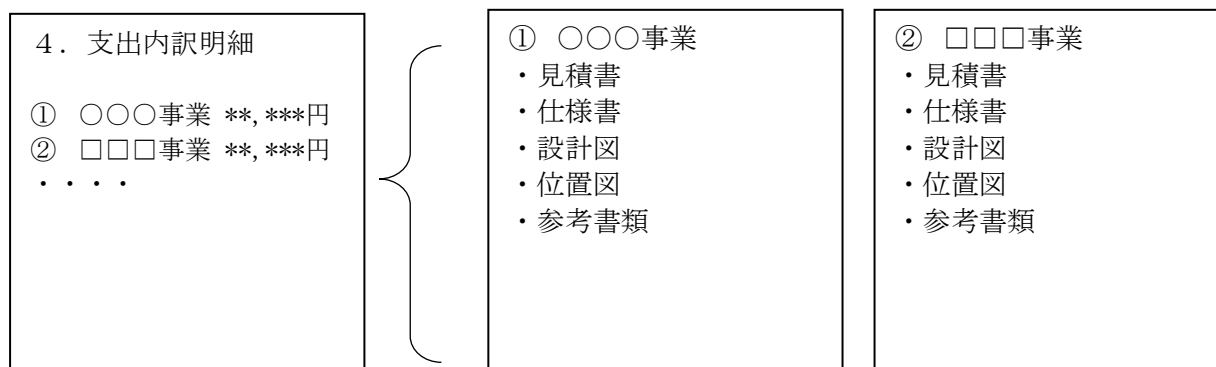 ４．支出内訳明細
① ○○○事業 **,***円
② □□□事業 **,***円
・・・・
① ○○○事業
・見積書
・仕様書
・設計図
・位置図
・参考書類
② □□□事業
・見積書
・仕様書
・設計図
・位置図
・参考書類